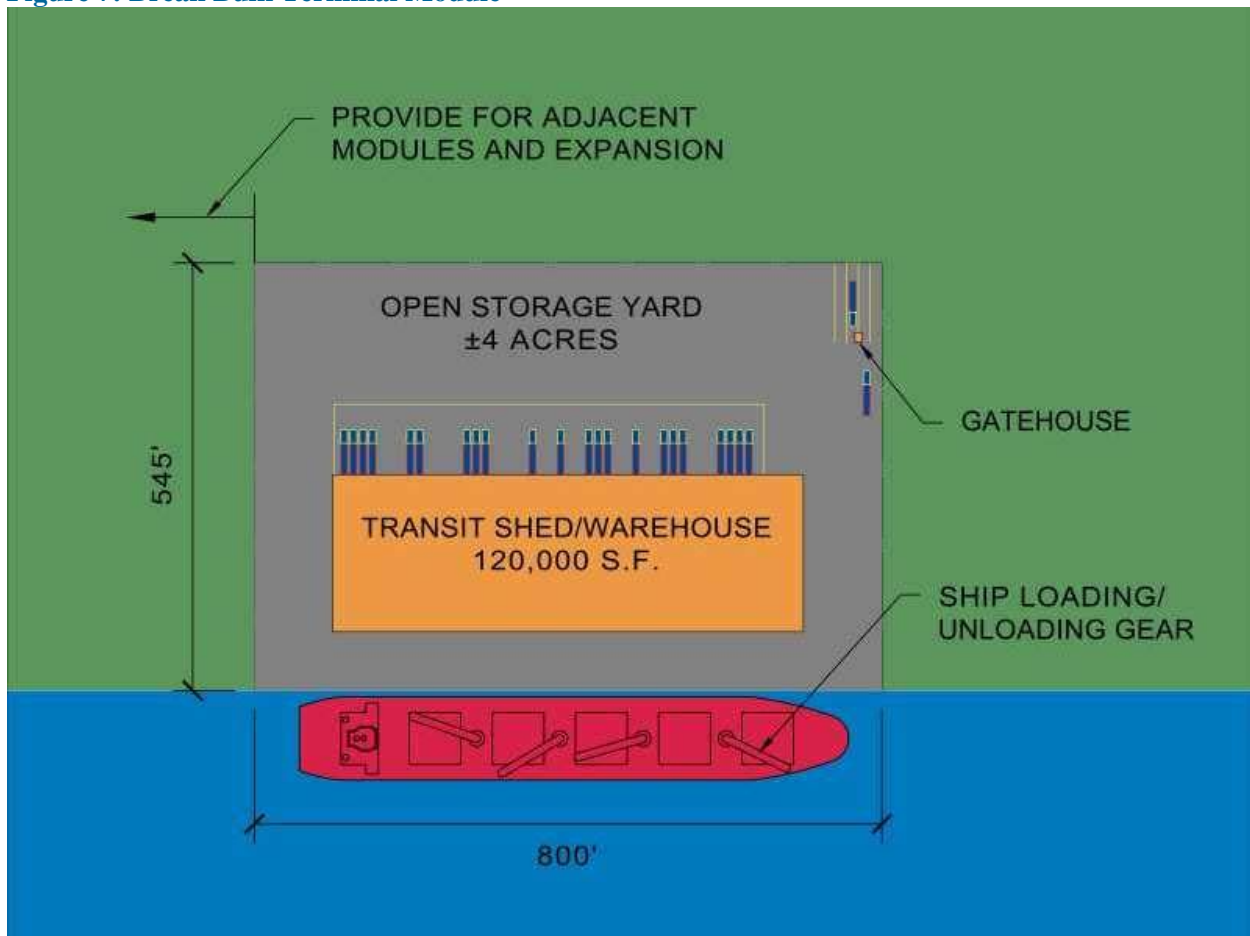 PROVIDE FOR ADJACENT
MODULES AND EXPANSION
OPEN STORAGE YARD
±4 ACRES
GATEHOUSE
545'
TRANSIT SHED/WAREHOUSE
120,000 S.F.
SHIP LOADING/
UNLOADING GEAR
800'